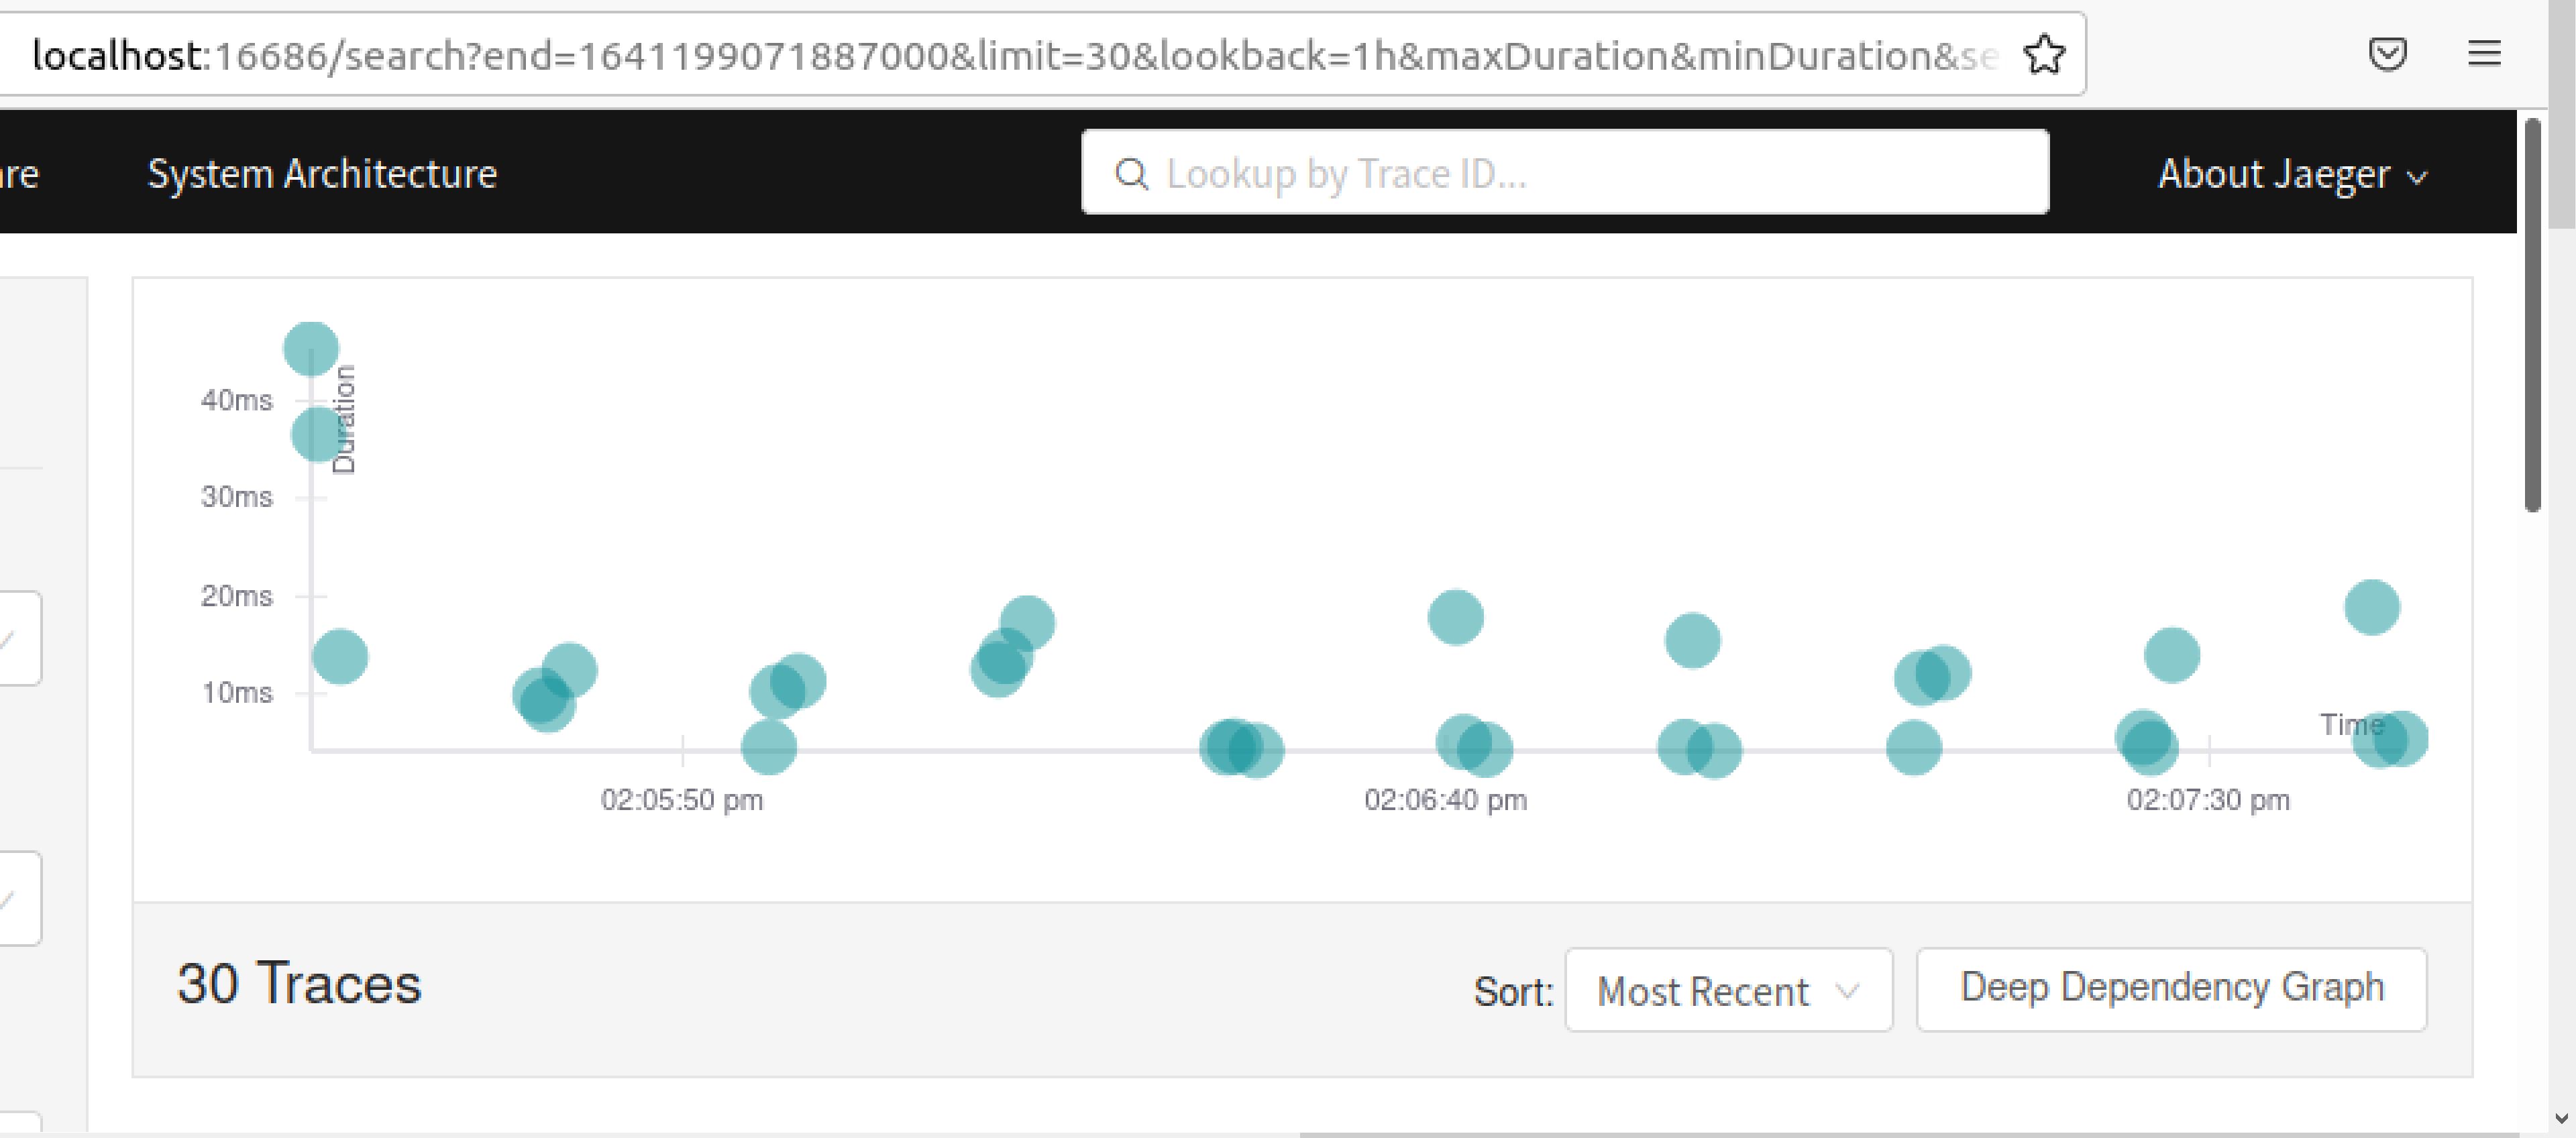 localhost:16686/search?end=1641199071887000&limit=30&lookback=1h&maxDuration&minDuration&se
re
System Architecture
Lookup by Trace ID...
About Jaeger
Duration
40ms
30ms
20ms
10ms
Time
02:05:50 pm
02:06:40 pm
02:07:30 pm
30 Traces
Sort:
Most Recent
Deep Dependency Graph